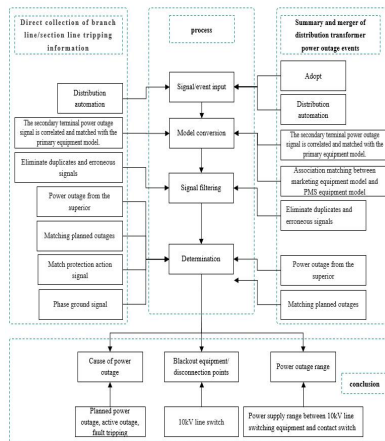 Direct collection of branch
line/section line tripping
information
process
Summary and merger of
distribution transformer
power outage events
Distribution
automation
Signal/event input
Adopt
Distribution
automation
The secondary terminal power outage
signal is correlated and matched with the
primary equipment model.
Model conversion
The secondary terminal power outage
signal is correlated and matched with the
primary equipment model.
Eliminate duplicates and erroneous
signals
Signal filtering
Association matching between
marketing equipment model and
PMS equipment model
Eliminate duplicates and
erroneous signals
Power outage from the
superior
Matching planned outages
Match protection action
signal
Phase ground signal
Determination
Power outage from the
superior
Matching planned outages
Cause of power
outage
Blackout equipment/
disconnection points
Power outage range
conclusion
Planned power
outage, active outage,
fault tripping
10kV line switch
Power supply range between 10kV line
switching equipment and contact switch